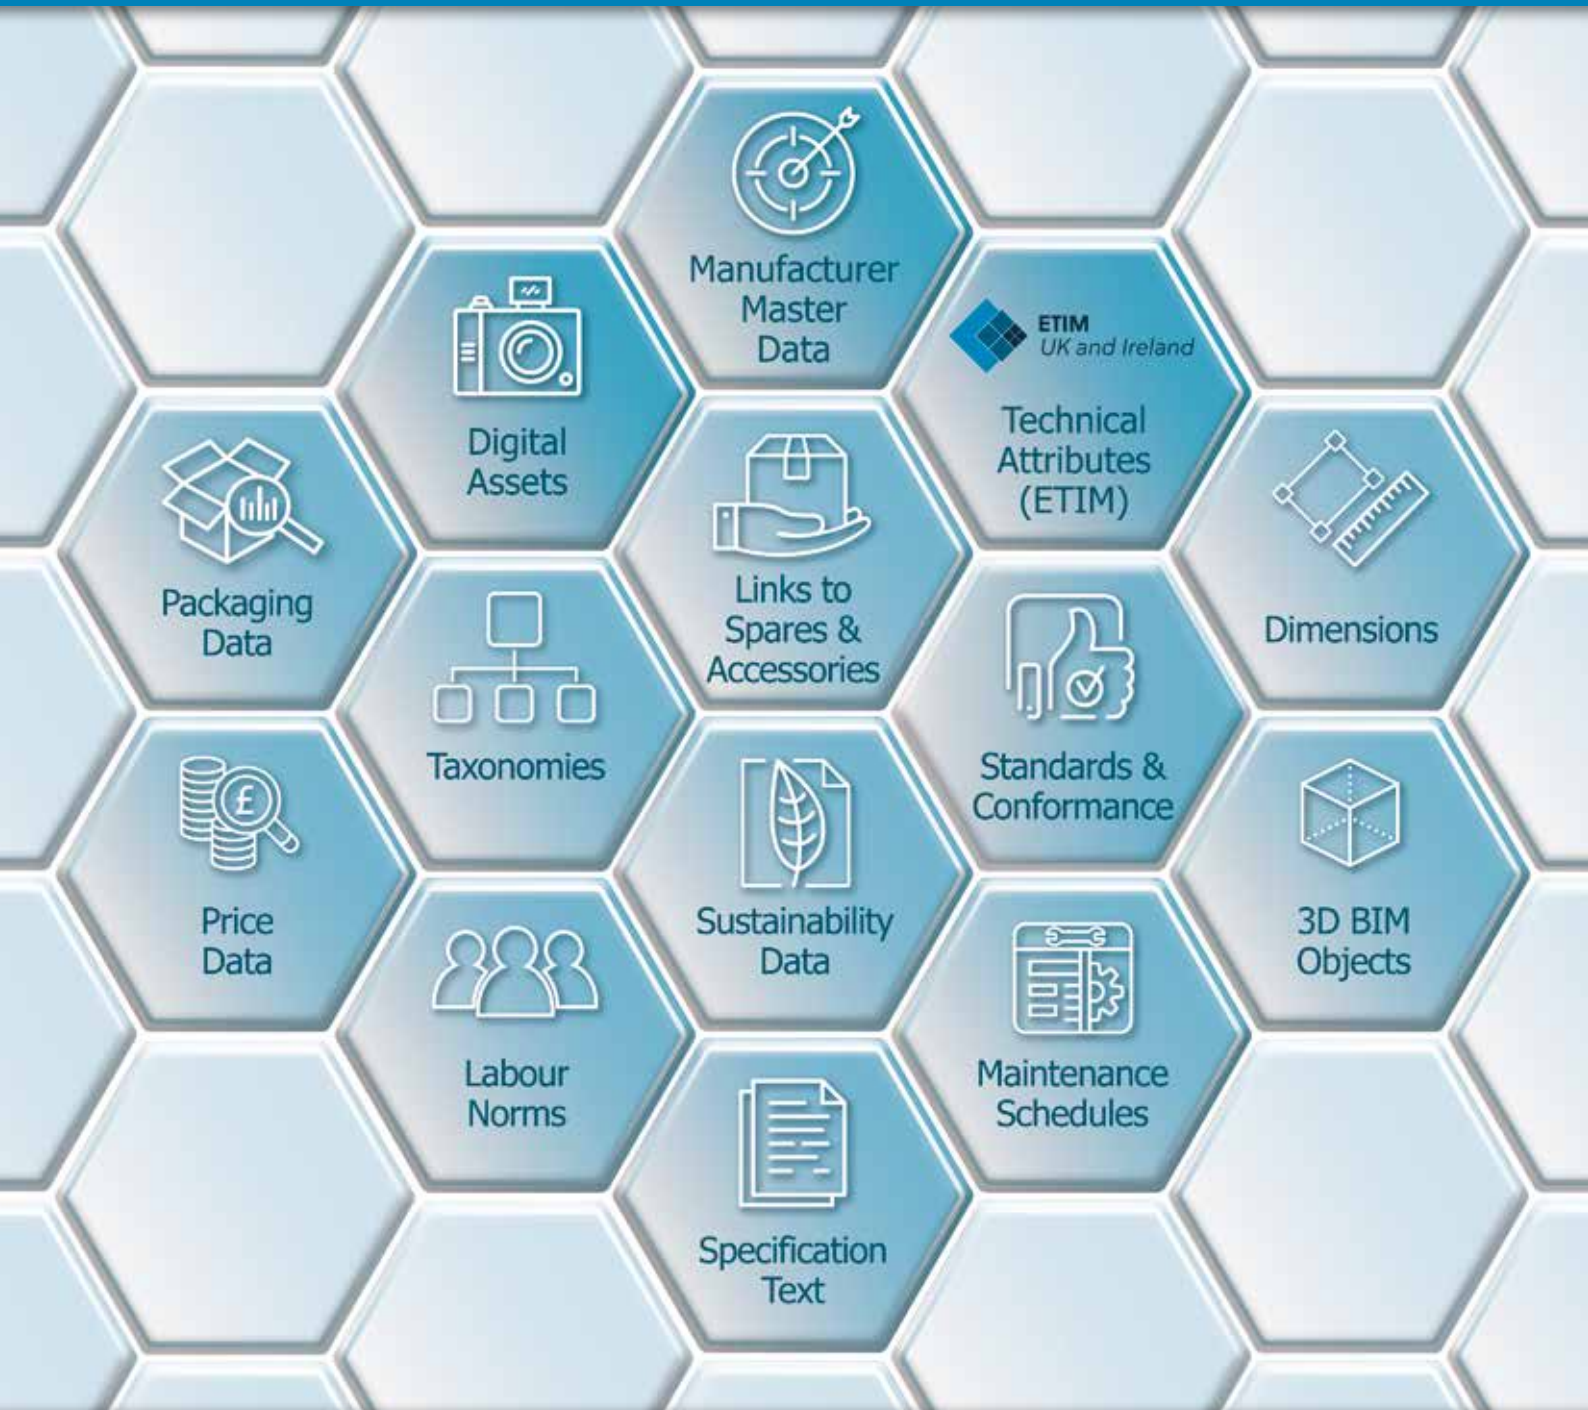 Manufacturer
Master
Data
Digital
Assets
ETIM
UK and Ireland
Technical
Attributes
(ETIM)
Packaging
Data
Links to
Spares &
Accessories
Dimensions
Taxonomies
Standards &
Conformance
£
Price
Data
Sustainability
Data
3D BIM
Objects
Labour
Norms
Maintenance
Schedules
Specification
Text